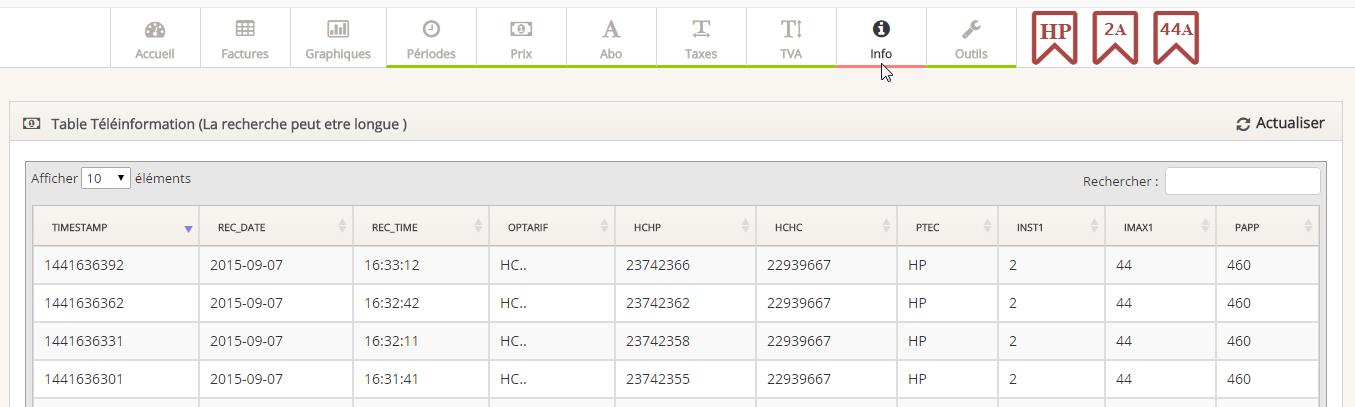 Accueil Factures Graphiques Périodes Prix Abo Taxes TVA Info Outils HP 2A 44A
Table Téléinformation (La recherche peut etre longue ) Actualiser
Afficher 10 éléments Rechercher :
TIMESTAMP REC_DATE REC_TIME OPTARIF HCHP HCHC PTEC INST1 IMAX1 PAPP
1441636392 2015-09-07 16:33:12 HC.. 23742366 22939667 HP 2 44 460
1441636362 2015-09-07 16:32:42 HC.. 23742362 22939667 HP 2 44 460
1441636331 2015-09-07 16:32:11 HC.. 23742358 22939667 HP 2 44 460
1441636301 2015-09-07 16:31:41 HC.. 23742355 22939667 HP 2 44 460